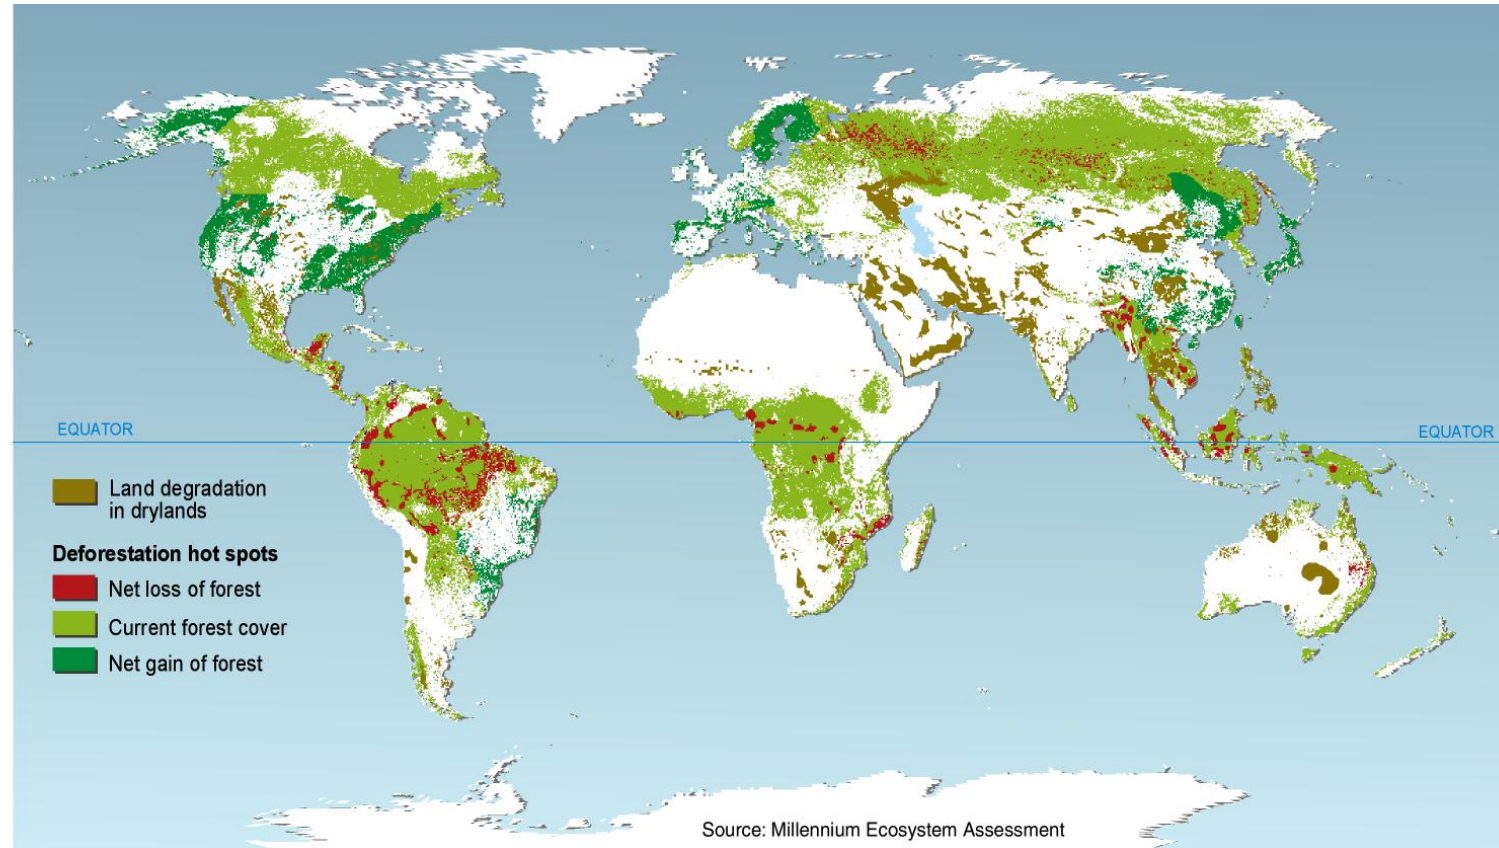 EQUATOR
EQUATOR
Land degradation
in drylands
Deforestation hot spots
Net loss of forest
Current forest cover
Net gain of forest
Source: Millennium Ecosystem Assessment